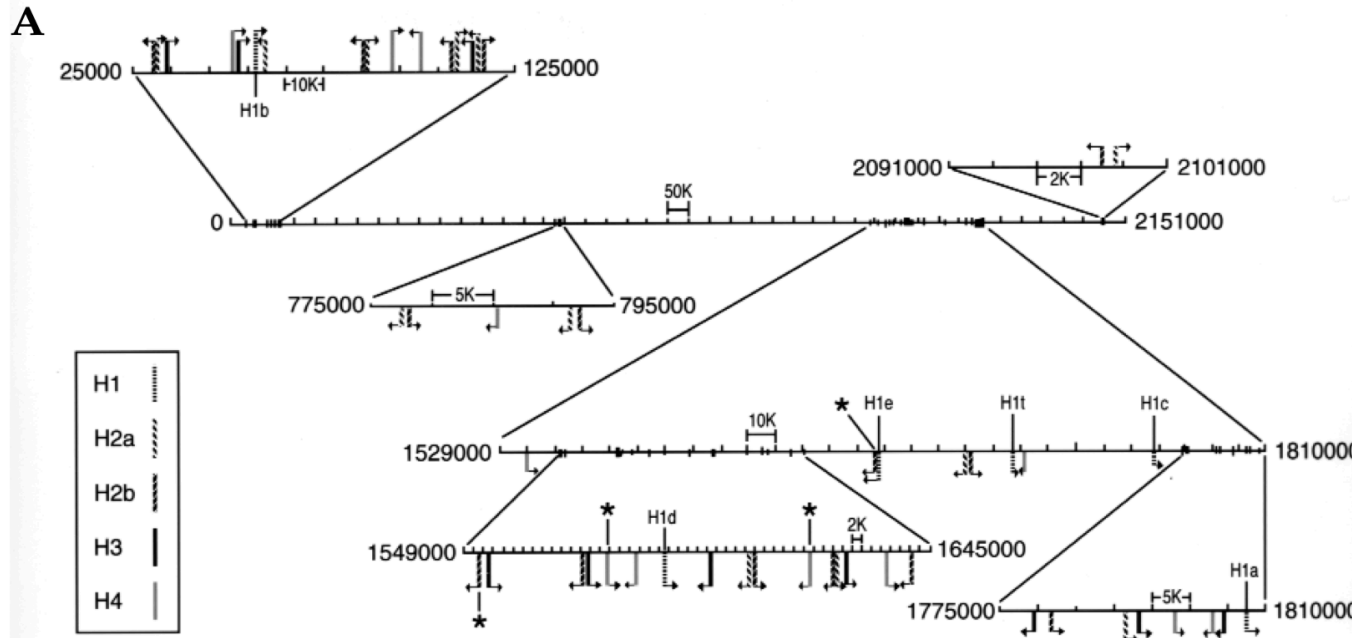 A
25000 125000
10K
H1b
2091000 2101000
2K
50K
0 2151000
775000 5K 795000
H1
H2a
H2b
H3
H4
* H1e H1t H1c
10K
1529000 1810000
* H1d * 2K
1549000 1645000
*
H1a
5K
1775000 1810000